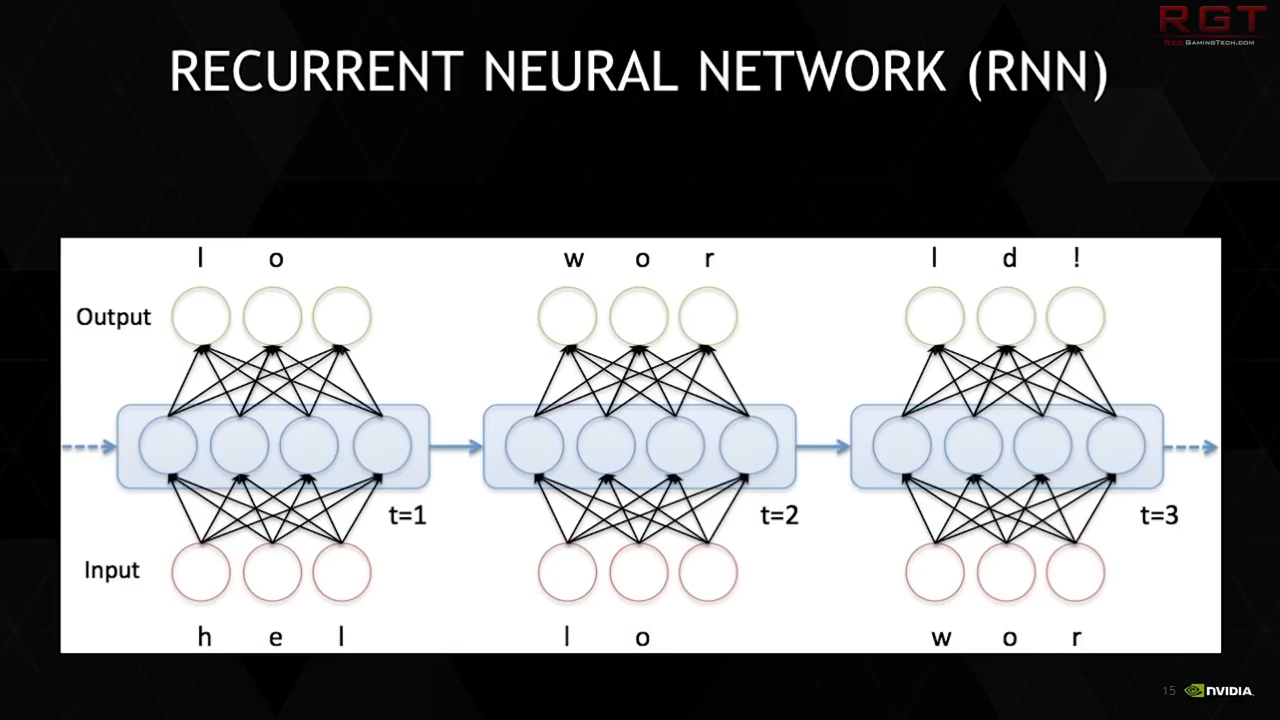 RGT
REDGAMINGTECH.COM
RECURRENT NEURAL NETWORK (RNN)
l o w o r l d !
Output
t=1 t=2 t=3
Input
h e l l o w o r
15 NVIDIA.